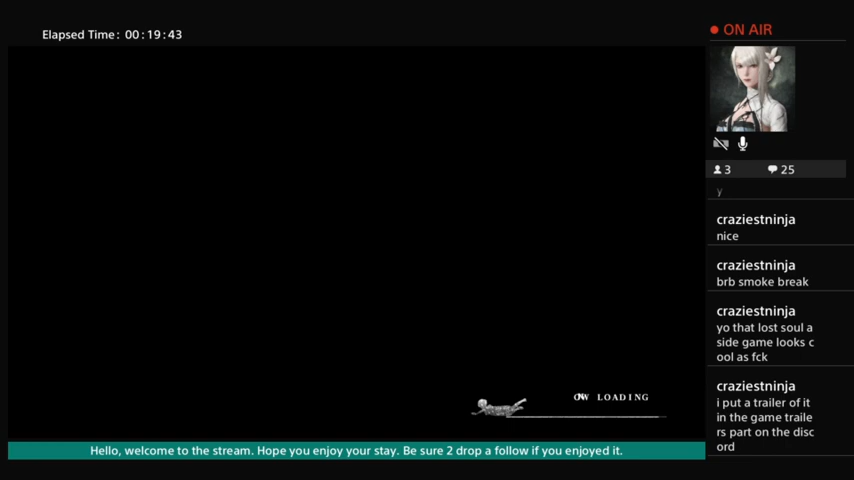 Elapsed Time: 00:19:43
ON AIR
3 25
y
craziestninja
nice
craziestninja
brb smoke break
craziestninja
yo that lost soul a
side game looks c
ool as fck
craziestninja
i put a trailer of it
in the game traile
rs part on the disc
ord
LOADING
Hello, welcome to the stream. Hope you enjoy your stay. Be sure 2 drop a follow if you enjoyed it.